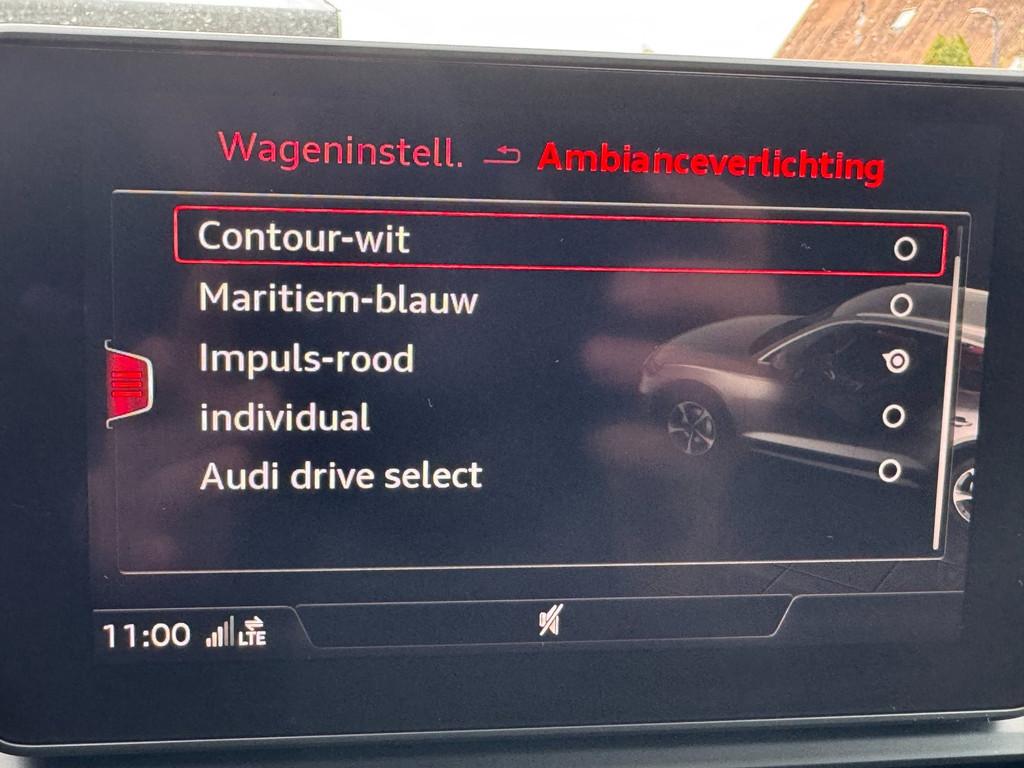 Wageninstell. Ambianceverlichting
Contour-wit
Maritiem-blauw
Impuls-rood
individual
Audi drive select
11:00 LTE